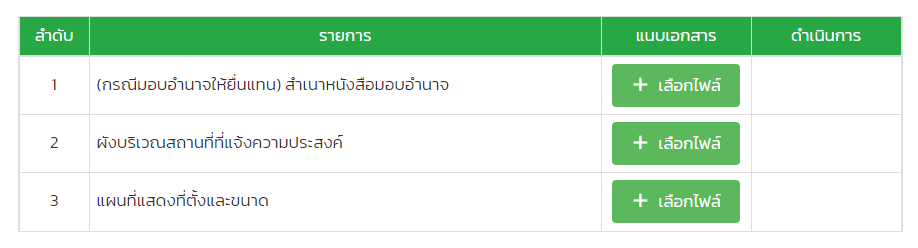 ลำดับ รายการ แนบเอกสาร ดำเนินการ
1 (กรณีมอบอำนาจให้ยื่นแทน) สำเนาหนังสือมอบอำนาจ + เลือกไฟล์
2 ผังบริเวณสถานที่ที่แจ้งความประสงค์ + เลือกไฟล์
3 แผนที่แสดงที่ตั้งและขนาด + เลือกไฟล์